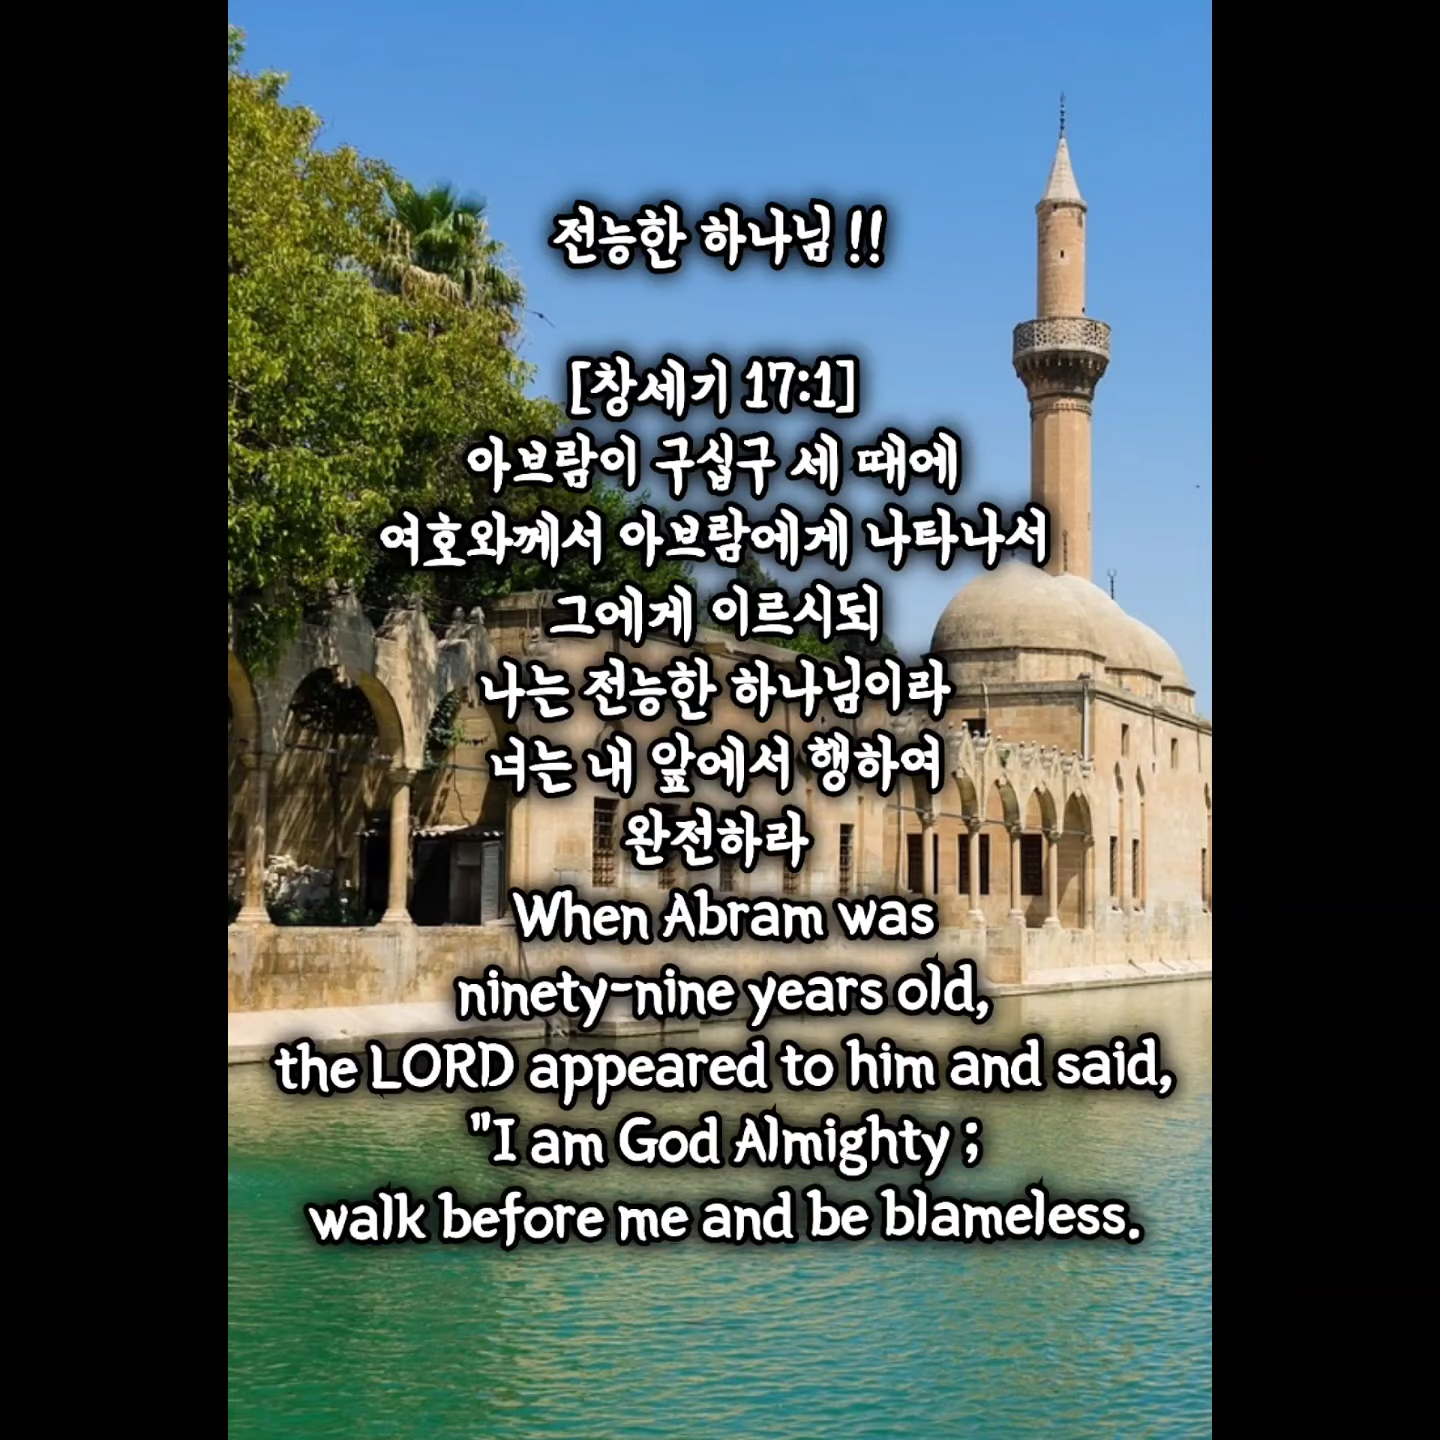 전능한 하나님 !!
[창세기 17:1]
아브람이 구십구 세 때에
여호와께서 아브람에게 나타나서
그에게 이르시되
나는 전능한 하나님이라
너는 내 앞에서 행하여
완전하라
When Abram was
ninety-nine years old,
the LORD appeared to him and said,
"I am God Almighty ;
walk before me and be blameless.